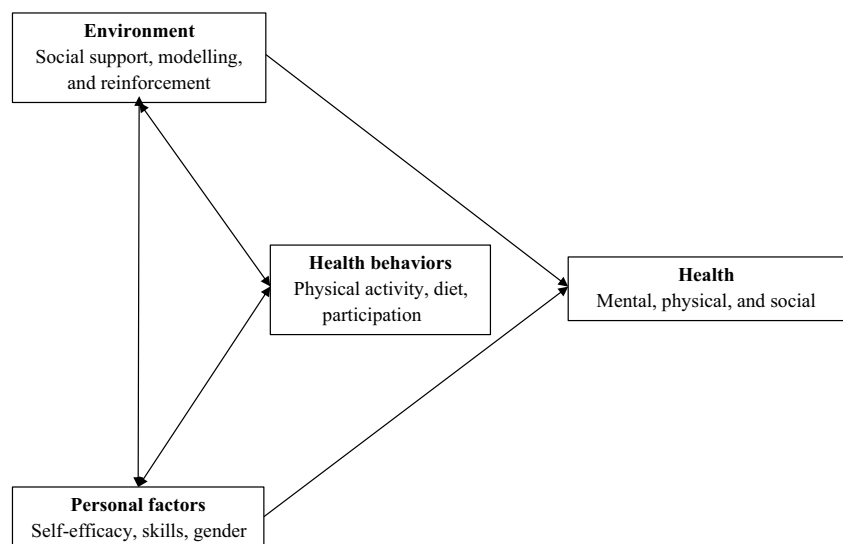 Environment
Social support, modelling,
and reinforcement
Health behaviors
Physical activity, diet,
participation
Health
Mental, physical, and social
Personal factors
Self-efficacy, skills, gender